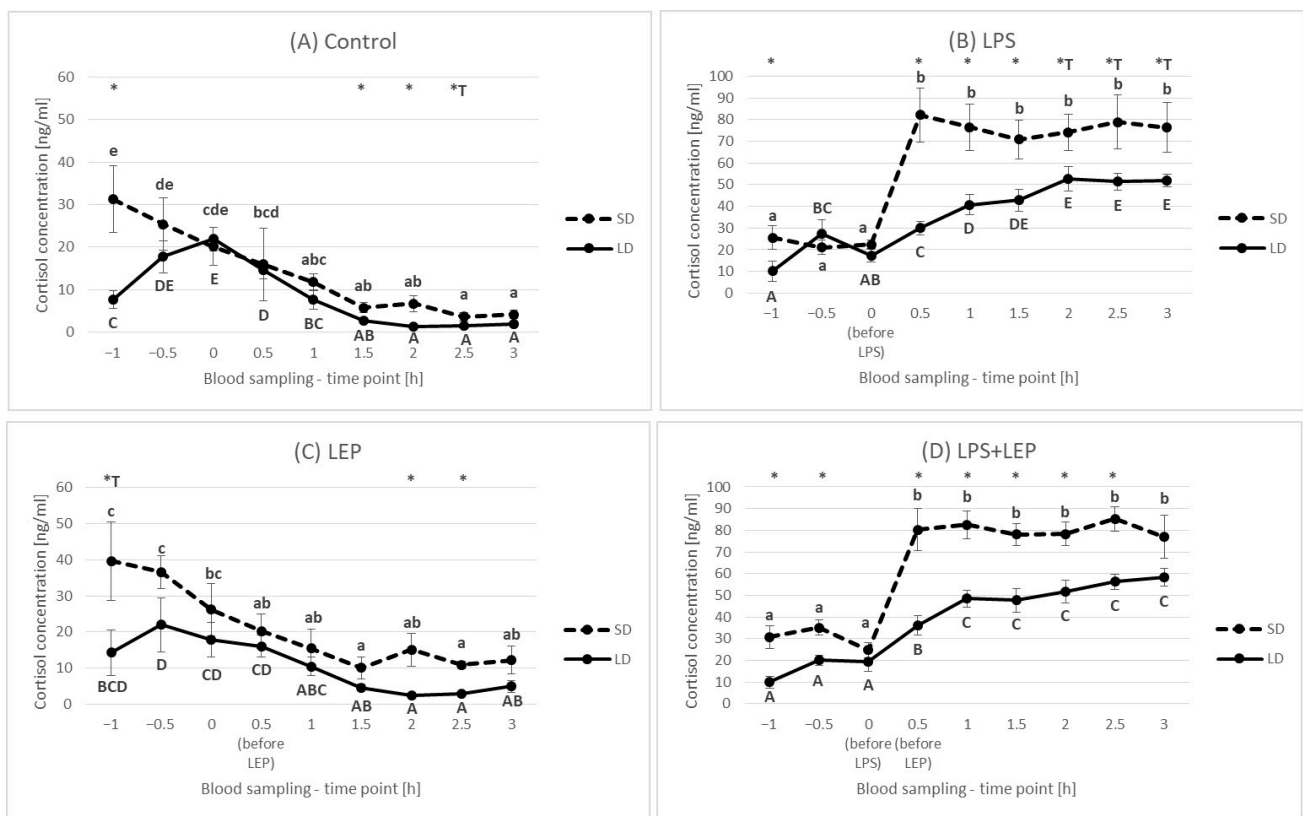 (A) Control
* * * *T
60
50
40
30
20
10
0
Cortisol concentration [ng/ml]
e de cde bcd abc ab ab a a
C DE E D BC AB A A A
−1 −0.5 0 0.5 1 1.5 2 2.5 3
Blood sampling - time point [h]
SD
LD
(B) LPS
* * * * *T *T *T
100
90
80
70
60
50
40
30
20
10
0
Cortisol concentration [ng/ml]
a a a b b b b b b
A BC AB C D DE E E E
−1 −0.5 0 0.5 1 1.5 2 2.5 3
(before
LPS)
Blood sampling - time point [h]
SD
LD
(C) LEP
*T * *
60
50
40
30
20
10
0
Cortisol concentration [ng/ml]
c c bc ab ab a ab a ab
BCD D CD CD ABC AB A A AB
−1 −0.5 0 0.5 1 1.5 2 2.5 3
(before
LEP)
Blood sampling - time point [h]
SD
LD
(D) LPS+LEP
* * * * * * *
100
90
80
70
60
50
40
30
20
10
0
Cortisol concentration [ng/ml]
a a a b b b b b b
A A A B C C C C C
−1 −0.5 0 0.5 1 1.5 2 2.5 3
(before (before
LPS) LEP)
Blood sampling - time point [h]
SD
LD